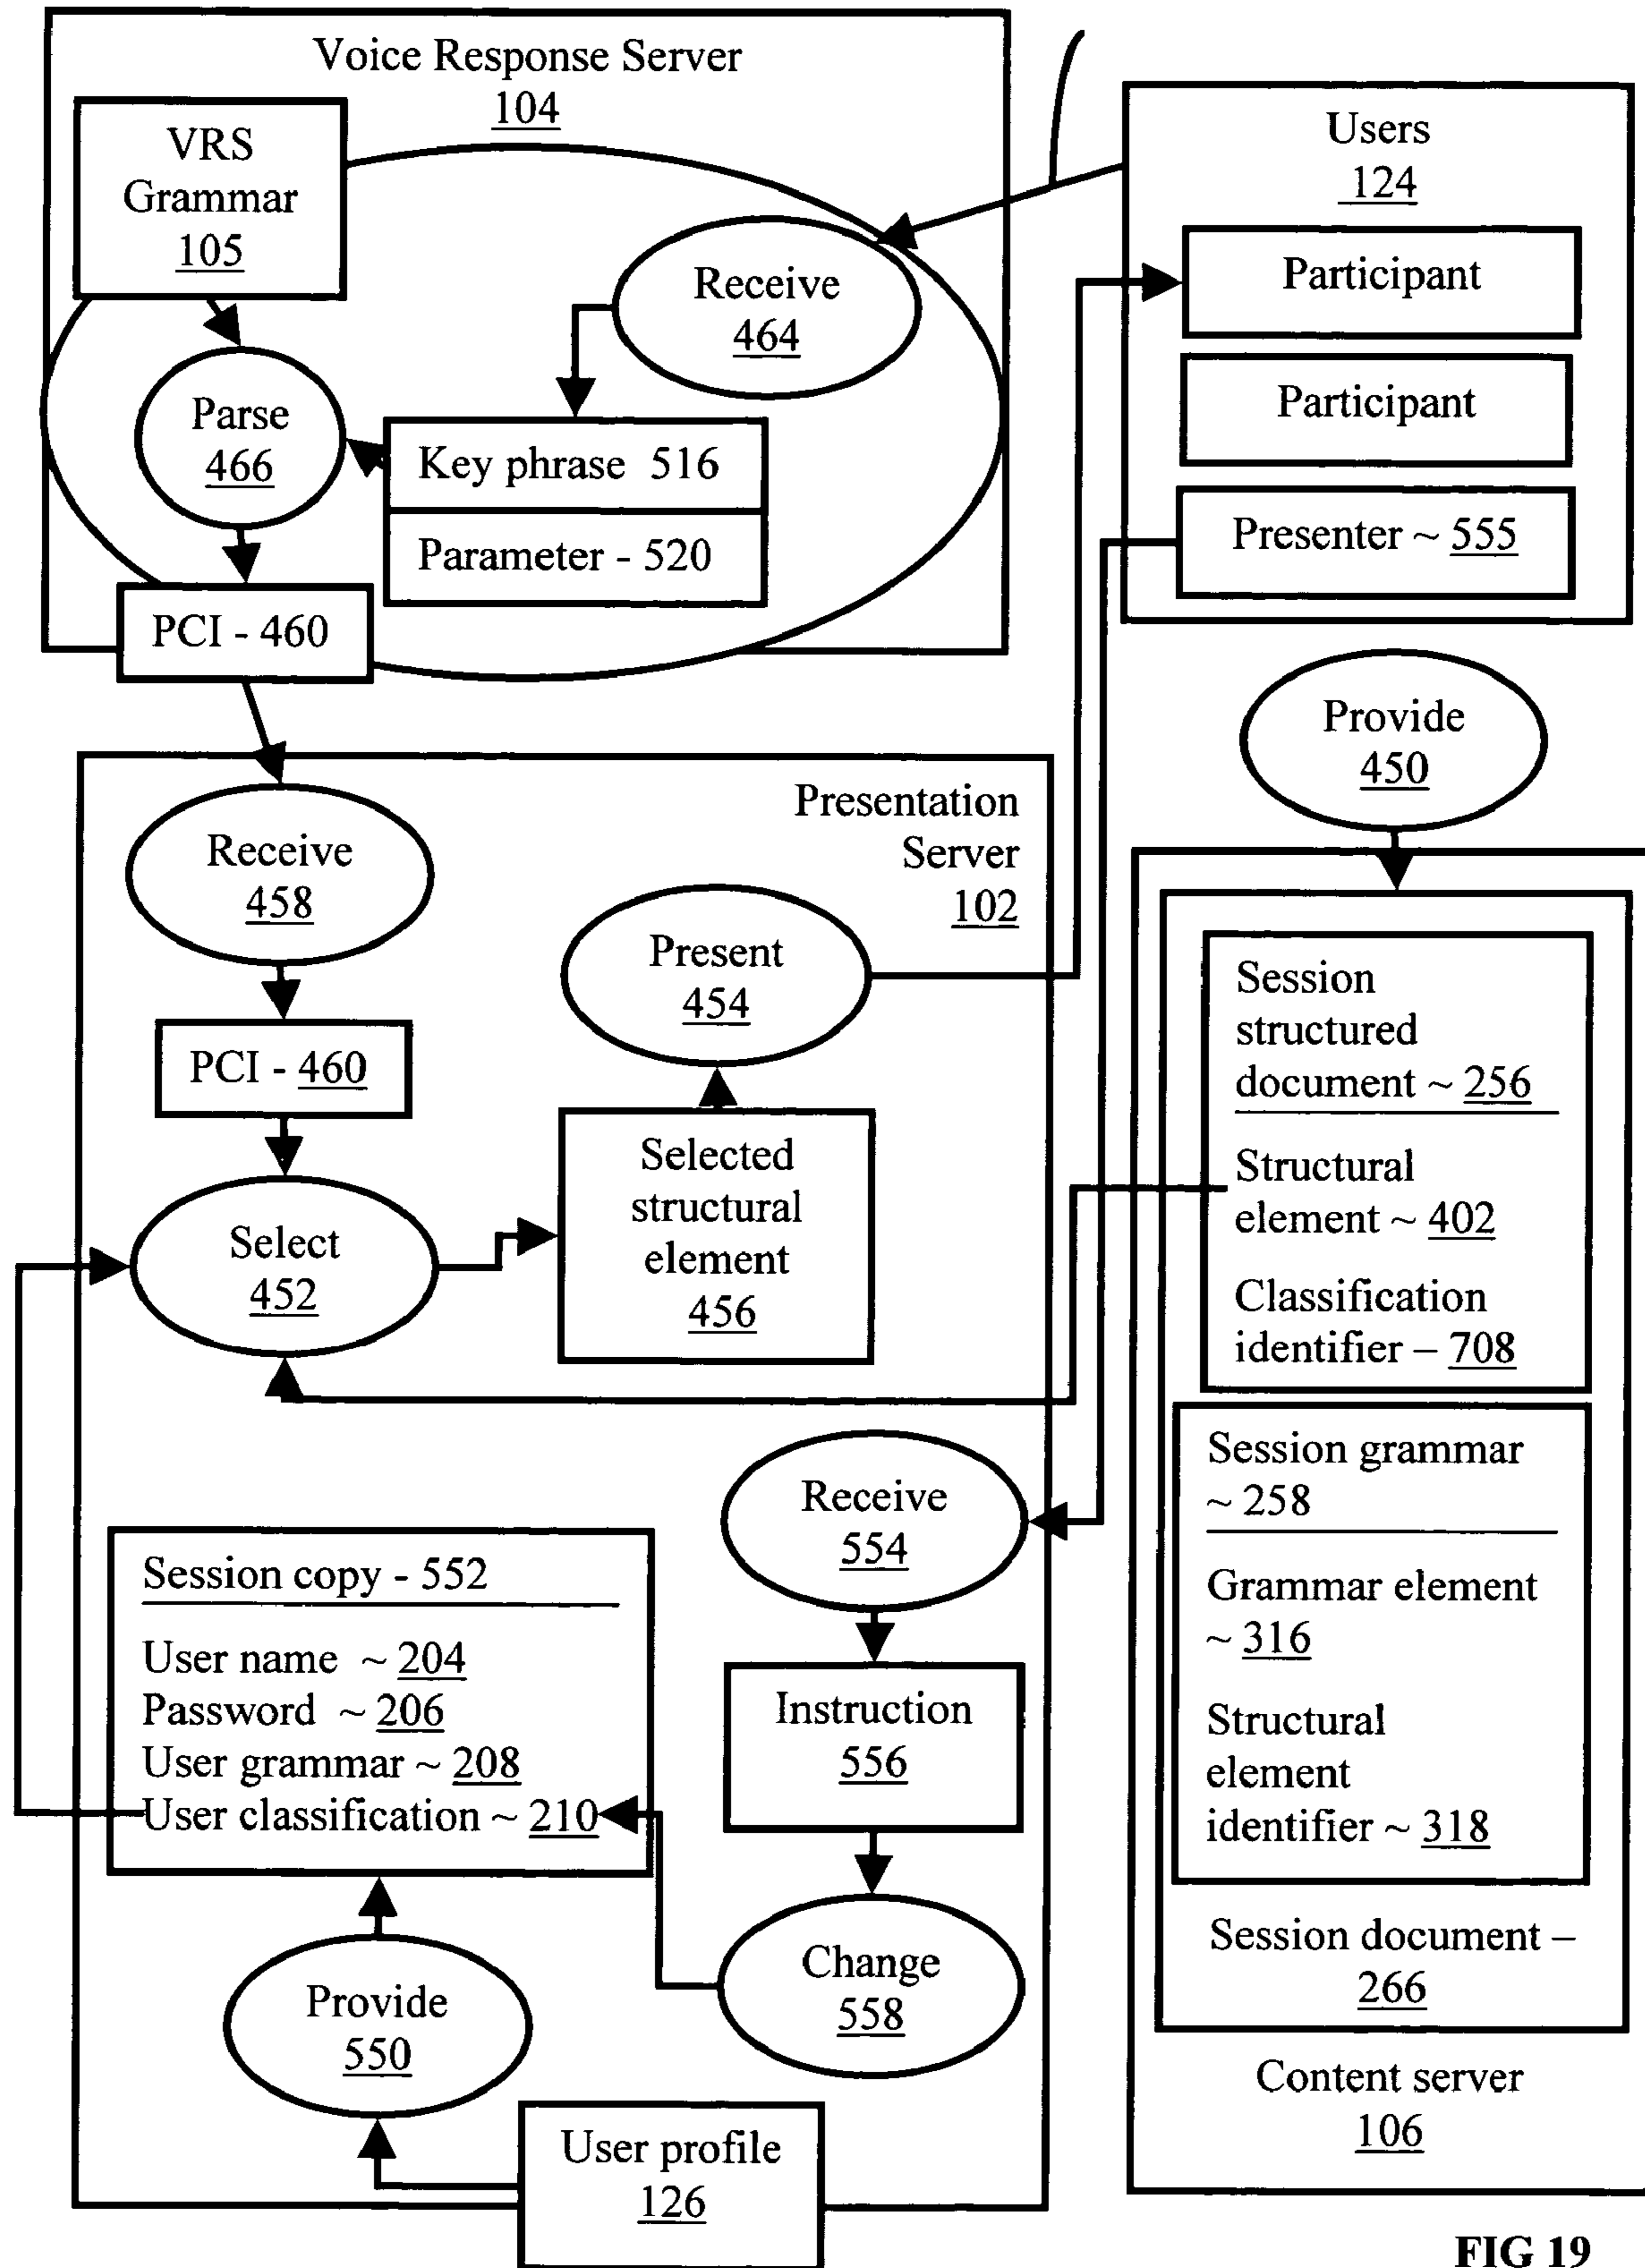 Voice Response Server
104
VRS
Grammar
105
Receive
464
Parse
466
Key phrase 516
Parameter - 520
PCI - 460
Users
124
Participant
Participant
Presenter ~ 555
Provide
450
Presentation
Server
102
Receive
458
PCI - 460
Present
454
Select
452
Selected
structural
element
456
Session
structured
document ~ 256
Structural
element ~ 402
Classification
identifier – 708
Session grammar
~ 258
Grammar element
~ 316
Structural
element
identifier ~ 318
Session document –
266
Content server
106
Receive
554
Instruction
556
Change
558
Session copy - 552
User name ~ 204
Password ~ 206
User grammar ~ 208
User classification ~ 210
Provide
550
User profile
126
FIG 19